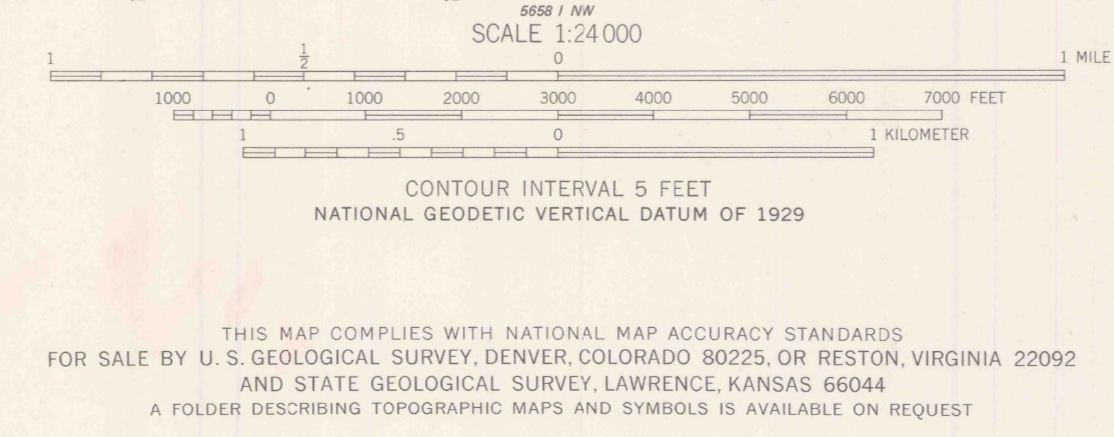 5658 I NW
SCALE 1:24 000
1 1/2 0 1 MILE
1000 0 1000 2000 3000 4000 5000 6000 7000 FEET
1 .5 0 1 KILOMETER
CONTOUR INTERVAL 5 FEET
NATIONAL GEODETIC VERTICAL DATUM OF 1929
THIS MAP COMPLIES WITH NATIONAL MAP ACCURACY STANDARDS
FOR SALE BY U. S. GEOLOGICAL SURVEY, DENVER, COLORADO 80225, OR RESTON, VIRGINIA 22092
AND STATE GEOLOGICAL SURVEY, LAWRENCE, KANSAS 66044
A FOLDER DESCRIBING TOPOGRAPHIC MAPS AND SYMBOLS IS AVAILABLE ON REQUEST